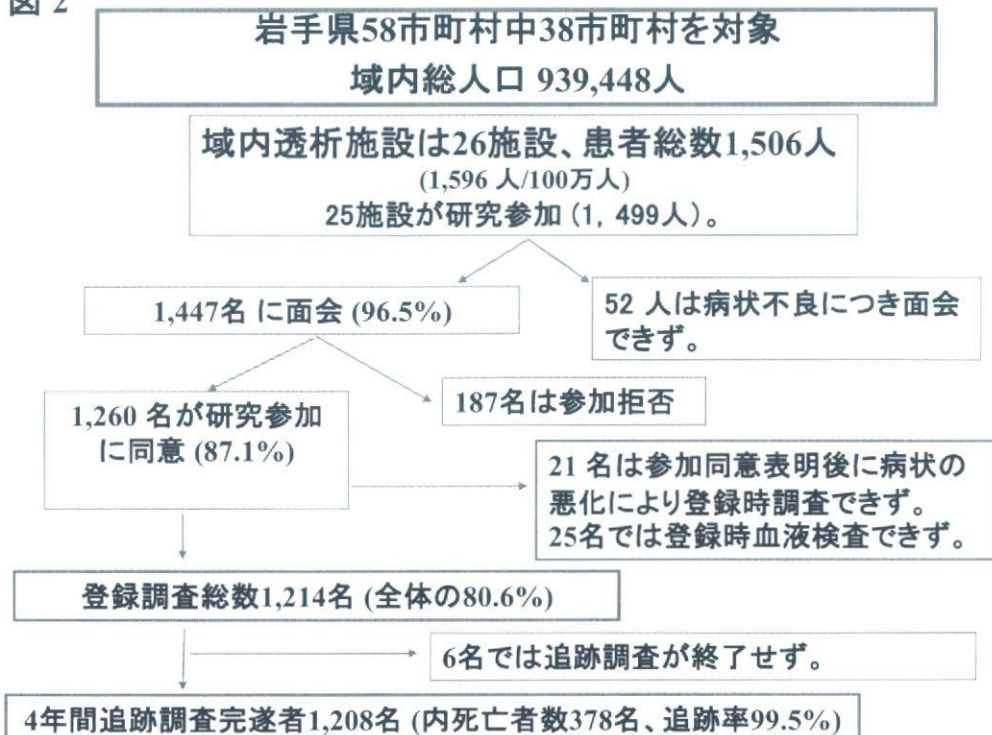 図 2
岩手県58市町村中38市町村を対象
域内総人口 939,448人
域内透析施設は26施設、患者総数1,506人
(1,596 人/100万人)
25施設が研究参加 (1, 499人)。
1,447名 に面会 (96.5%)
52 人は病状不良につき面会
できず。
1,260 名が研究参加
に同意 (87.1%)
187名は参加拒否
21 名は参加同意表明後に病状の
悪化により登録時調査できず。
25名では登録時血液検査できず。
登録調査総数1,214名 (全体の80.6%)
6名では追跡調査が終了せず。
4年間追跡調査完遂者1,208名 (内死亡者数378名、追跡率99.5%)